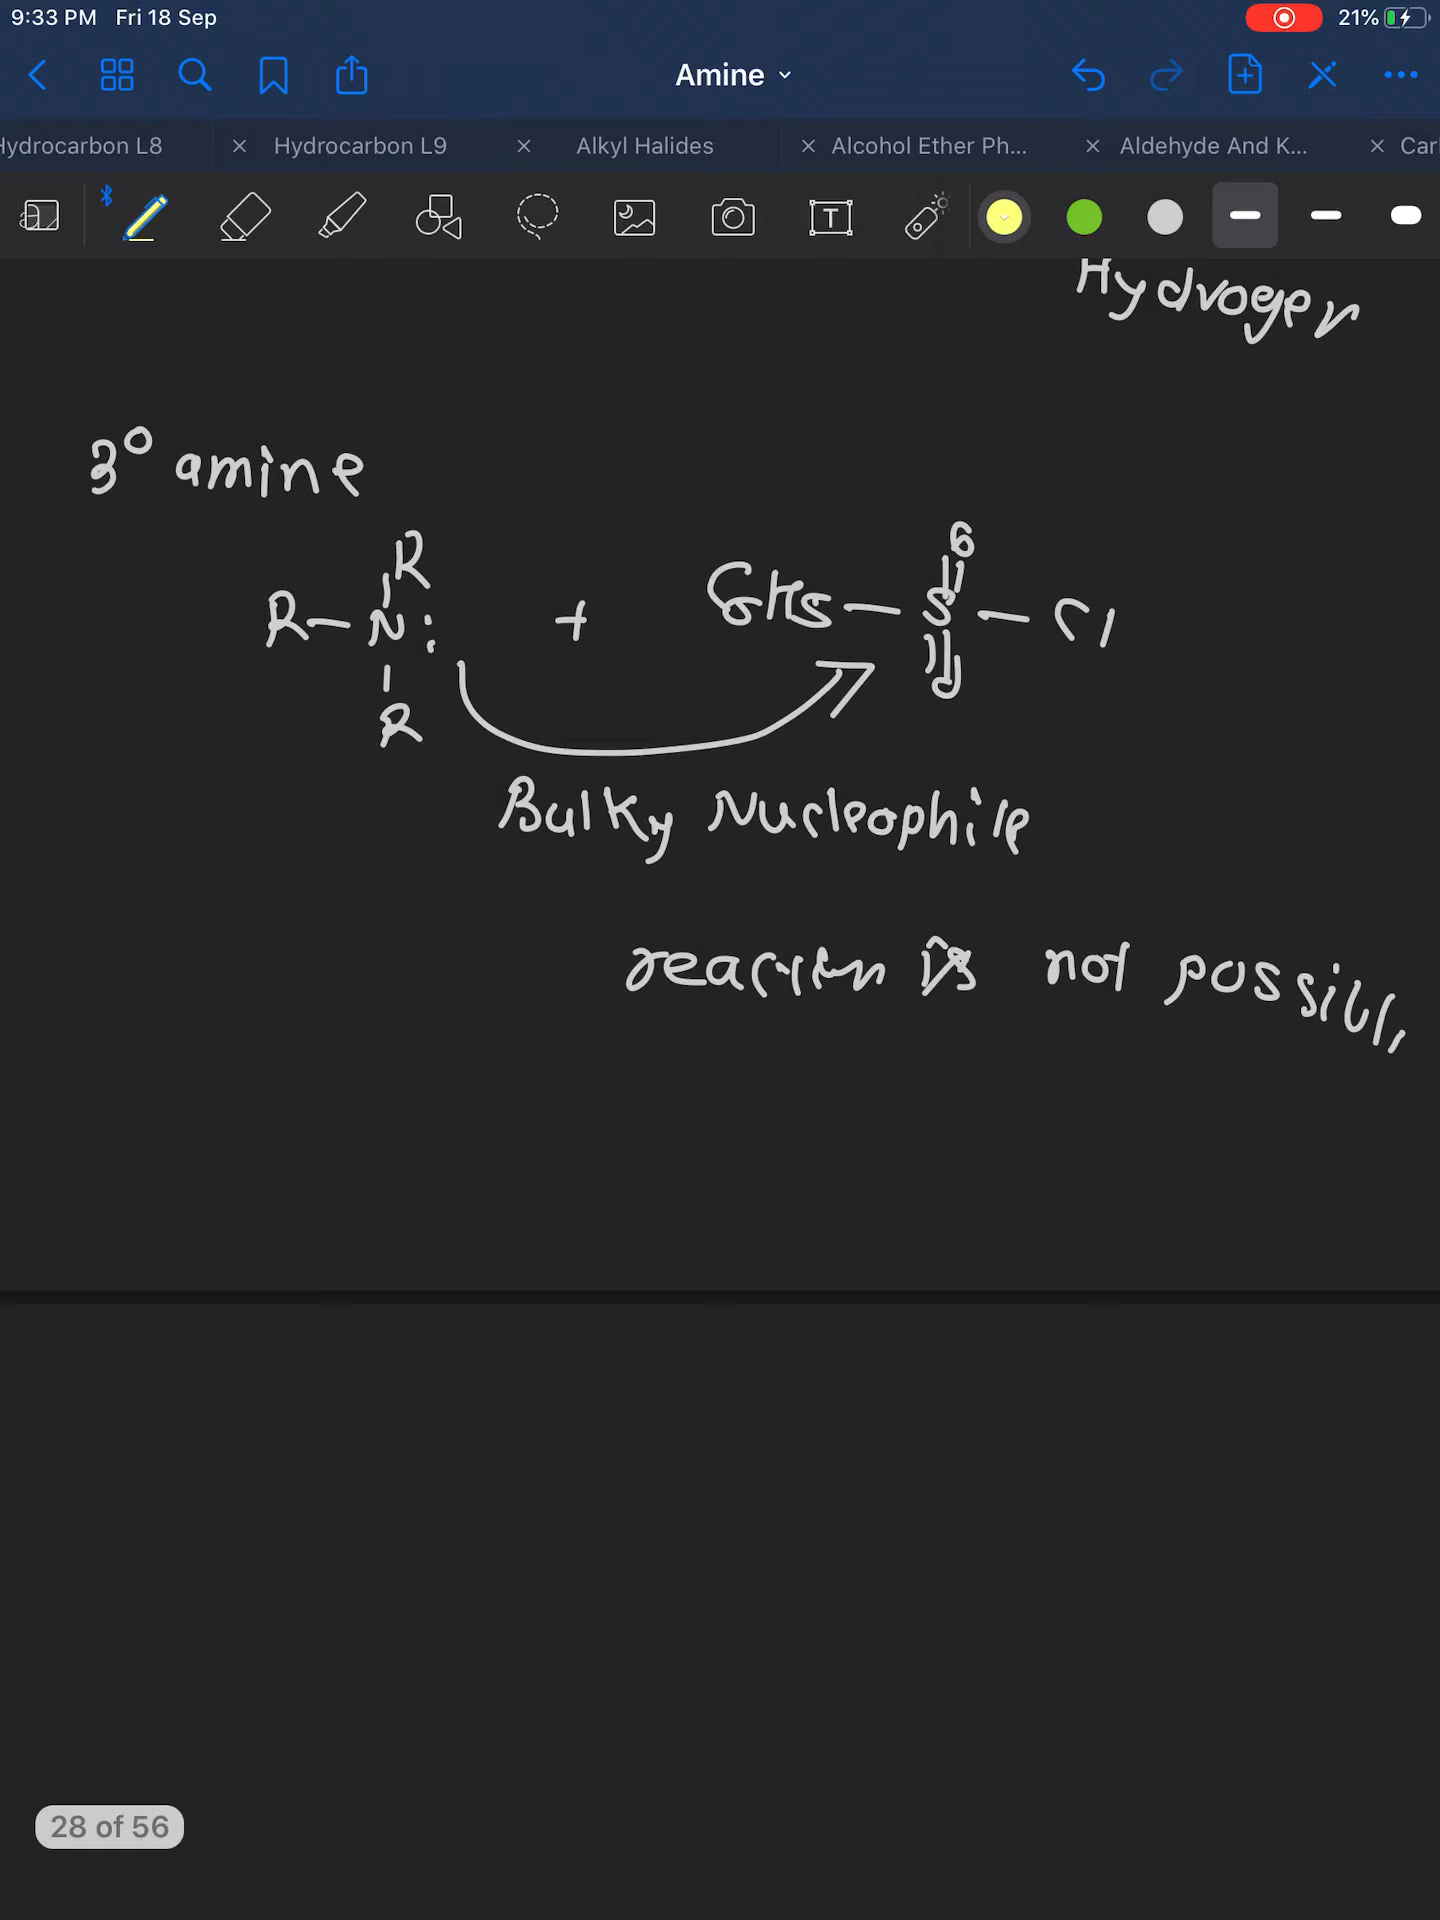 9:33 PM Fri 18 Sep 21%
Amine
Hydrocarbon L8 Hydrocarbon L9 Alkyl Halides Alcohol Ether Ph... Aldehyde And K... Car
T
Hydrogen
3° amine
R
R-N: + C6H5-S-Cl
O
O
R
Bulky Nucleophile
reaction is not possible
28 of 56